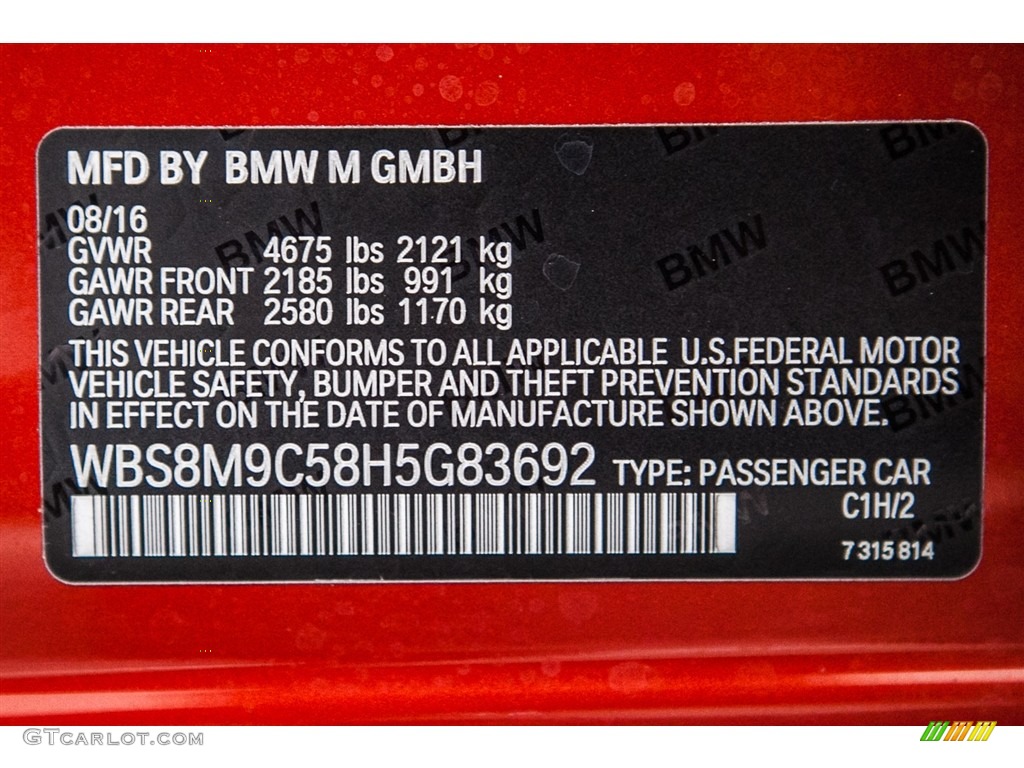 MFD BY BMW M GMBH
08/16
GVWR 4675 lbs 2121 kg
GAWR FRONT 2185 lbs 991 kg
GAWR REAR 2580 lbs 1170 kg
THIS VEHICLE CONFORMS TO ALL APPLICABLE U.S.FEDERAL MOTOR
VEHICLE SAFETY, BUMPER AND THEFT PREVENTION STANDARDS
IN EFFECT ON THE DATE OF MANUFACTURE SHOWN ABOVE.
WBS8M9C58H5G83692 TYPE: PASSENGER CAR
C1H/2
7315814
GTCARLOT.COM